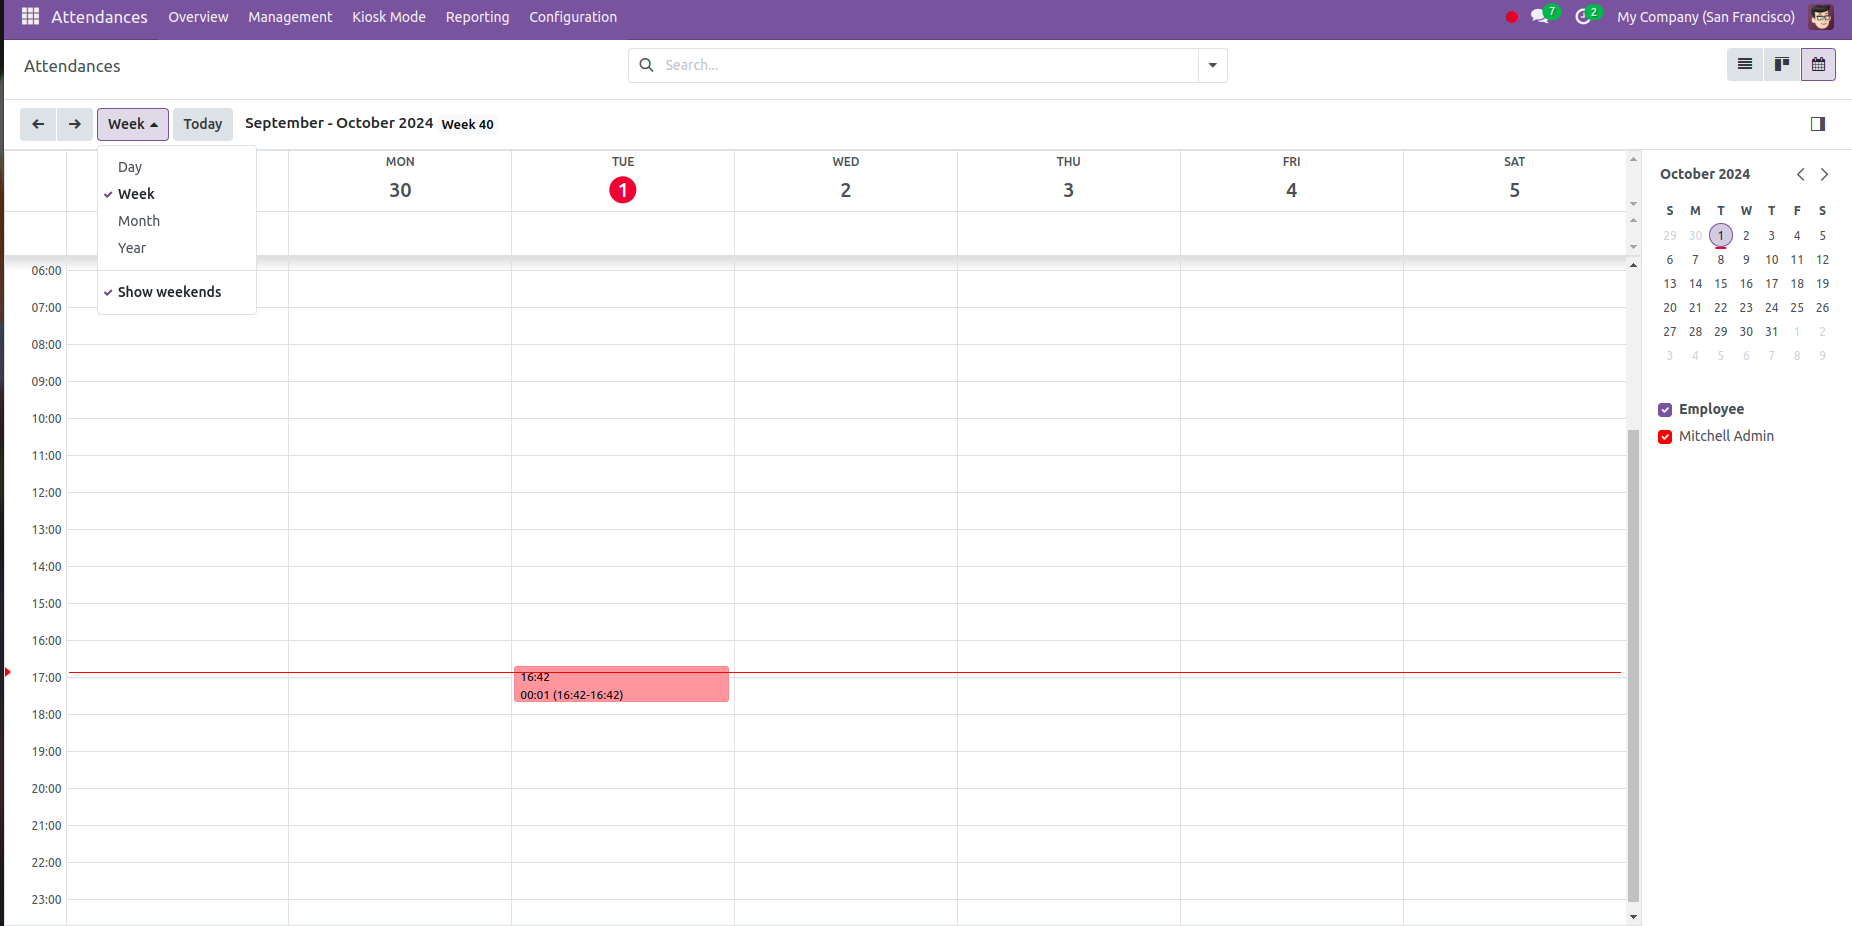 Attendances Overview Management Kiosk Mode Reporting Configuration 7 2 My Company (San Francisco)
Attendances Search...
Week Today September - October 2024 Week 40
Day
Week
Month
Year
Show weekends
MON TUE WED THU FRI SAT
30 1 2 3 4 5
06:00
07:00
08:00
09:00
10:00
11:00
12:00
13:00
14:00
15:00
16:00
17:00
18:00
19:00
20:00
21:00
22:00
23:00
16:42
00:01 (16:42-16:42)
October 2024
S M T W T F S
29 30 1 2 3 4 5
6 7 8 9 10 11 12
13 14 15 16 17 18 19
20 21 22 23 24 25 26
27 28 29 30 31 1 2
3 4 5 6 7 8 9
Employee
Mitchell Admin